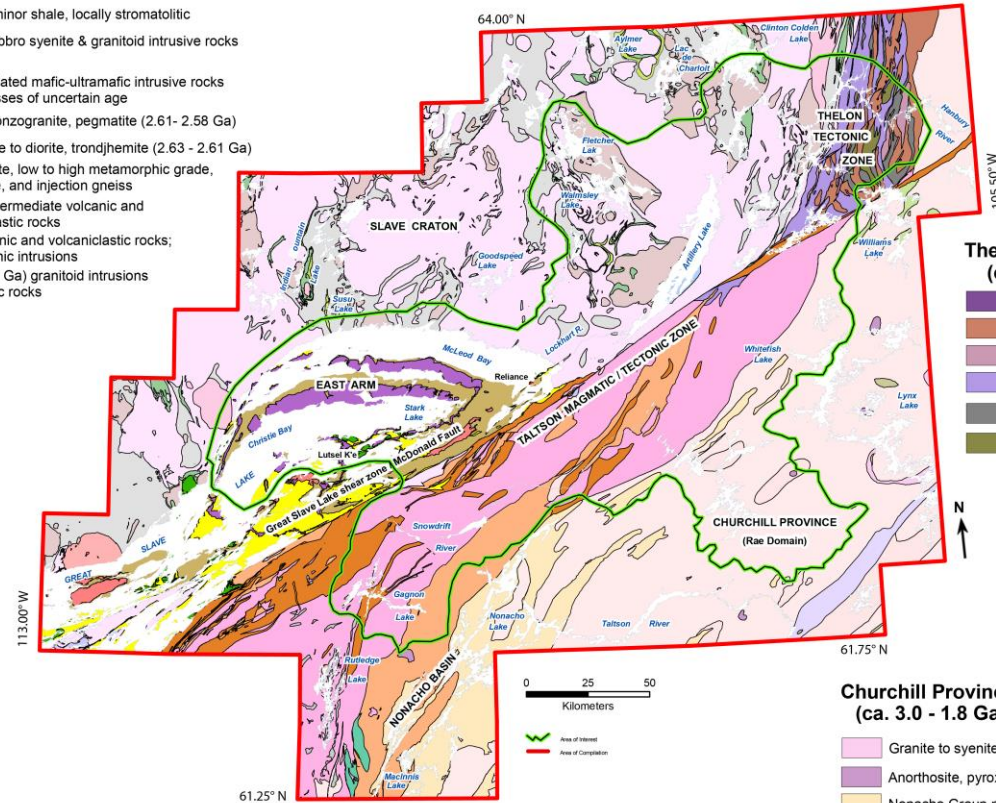 minor shale, locally stromatolitic
bbro syenite & granitoid intrusive rocks
ated mafic-ultramafic intrusive rocks
sses of uncertain age
onzogranite, pegmatite (2.61- 2.58 Ga)
e to diorite, trondjhemite (2.63 - 2.61 Ga)
te, low to high metamorphic grade,
e, and injection gneiss
termediate volcanic and
astic rocks
nic and volcaniclastic rocks;
nic intrusions
Ga) granitoid intrusions
ic rocks
64.00° N
Aylmer
Lake
Lac
de
Charloit
Clinton Colden
Lake
THELON
TECTONIC
ZONE
Hanbury
River
105.50° W
Fletcher
Lak
Walmsley
Lake
SLAVE CRATON
Indian
ountain
Lake
Goodspeed
Lake
Artillery Lake
Williams
Lake
Susu
Lake
McLeod Bay
Lockhart R.
Reliance
EAST ARM
Stark
Lake
Christie Bay
Lutsel K'e
LAKE
SLAVE
GREAT
Great Slave Lake shear zone
McDonald Fault
TALTSON MAGMATIC / TECTONIC ZONE
Whitefish
Lake
Lynx
Lake
CHURCHILL PROVINCE
(Rae Domain)
Snowdrift
River
Gagnon
Lake
Nonacho
Lake
Taltson River
Rutledge
Lake
NONACHO BASIN
MacInnis
Lake
113.00° W
61.75° N
61.25° N
0 25 50
Kilometers
Area of Interest
Area of Compilation
N
The
(c
Churchill Provinc
(ca. 3.0 - 1.8 Ga
Granite to syenite
Anorthosite, pyrox
Nonacho Group